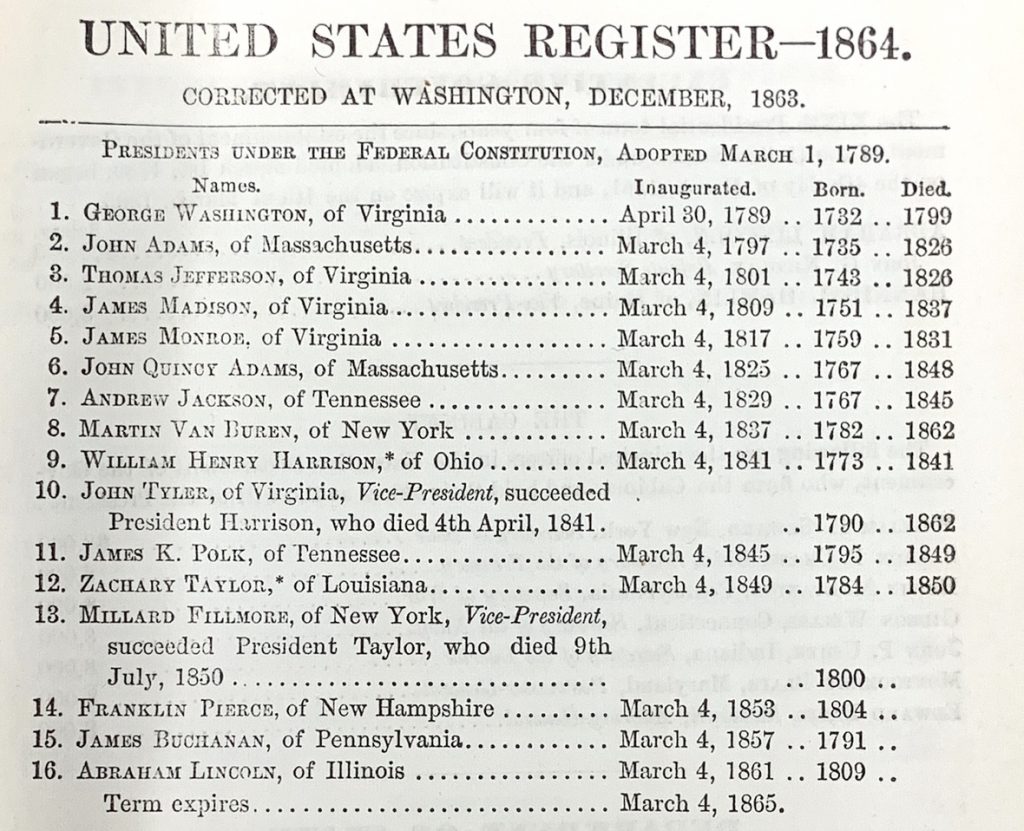 UNITED STATES REGISTER—1864.
CORRECTED AT WASHINGTON, DECEMBER, 1863.
PRESIDENTS UNDER THE FEDERAL CONSTITUTION, ADOPTED MARCH 1, 1789.
Names. Inaugurated. Born. Died.
1. GEORGE WASHINGTON, of Virginia .............. April 30, 1789 .. 1732 .. 1799
2. JOHN ADAMS, of Massachusetts................. March 4, 1797 .. 1735 .. 1826
3. THOMAS JEFFERSON, of Virginia ................ March 4, 1801 .. 1743 .. 1826
4. JAMES MADISON, of Virginia................... March 4, 1809 .. 1751 .. 1837
5. JAMES MONROE, of Virginia .................. March 4, 1817 .. 1759 .. 1831
6. JOHN QUINCY ADAMS, of Massachusetts......... March 4, 1825 .. 1767 .. 1848
7. ANDREW JACKSON, of Tennessee ............... March 4, 1829 .. 1767 .. 1845
8. MARTIN VAN BUREN, of New York ............ March 4, 1837 .. 1782 .. 1862
9. WILLIAM HENRY HARRISON,* of Ohio .......... March 4, 1841 .. 1773 .. 1841
10. JOHN TYLER, of Virginia, Vice-President, succeeded
President Harrison, who died 4th April, 1841. .. 1790 .. 1862
11. JAMES K. POLK, of Tennessee................. March 4, 1845 .. 1795 .. 1849
12. ZACHARY TAYLOR,* of Louisiana............... March 4, 1849 .. 1784 .. 1850
13. MILLARD FILLMORE, of New York, Vice-President,
succeeded President Taylor, who died 9th
July, 1850 ................................ 1800 ..
14. FRANKLIN PIERCE, of New Hampshire ......... March 4, 1853 .. 1804 ..
15. JAMES BUCHANAN, of Pennsylvania............ March 4, 1857 .. 1791 ..
16. ABRAHAM LINCOLN, of Illinois ................ March 4, 1861 .. 1809 ..
Term expires............................... March 4, 1865.